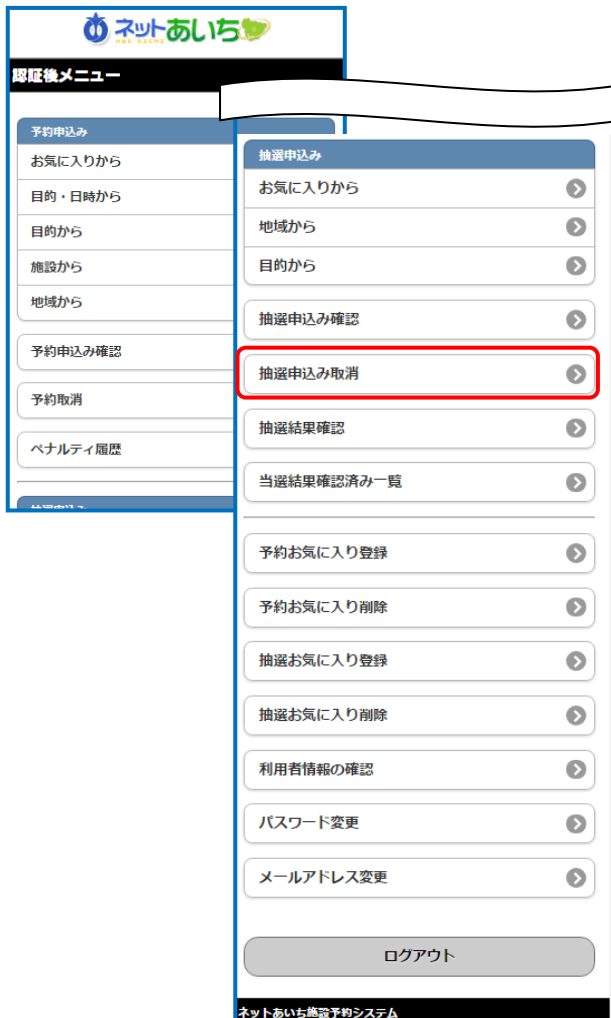 ネットあいち
認証後メニュー
予約申込み
お気に入りから
目的・日時から
目的から
施設から
地域から
予約申込み確認
予約取消
ペナルティ履歴
抽選申込み
お気に入りから
地域から
目的から
抽選申込み確認
抽選申込み取消
抽選結果確認
当選結果確認済み一覧
予約お気に入り登録
予約お気に入り削除
抽選お気に入り登録
抽選お気に入り削除
利用者情報の確認
パスワード変更
メールアドレス変更
ログアウト
ネットあいち施設予約システム